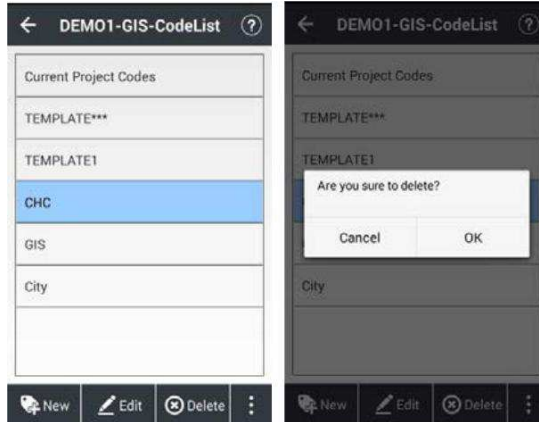 DEMO1-GIS-CodeList ?
Current Project Codes
TEMPLATE***
TEMPLATE1
CHC
GIS
City
New Edit Delete
DEMO1-GIS-CodeList ?
Current Project Codes
TEMPLATE***
TEMPLATE1
Are you sure to delete?
Cancel OK
City
New Edit Delete